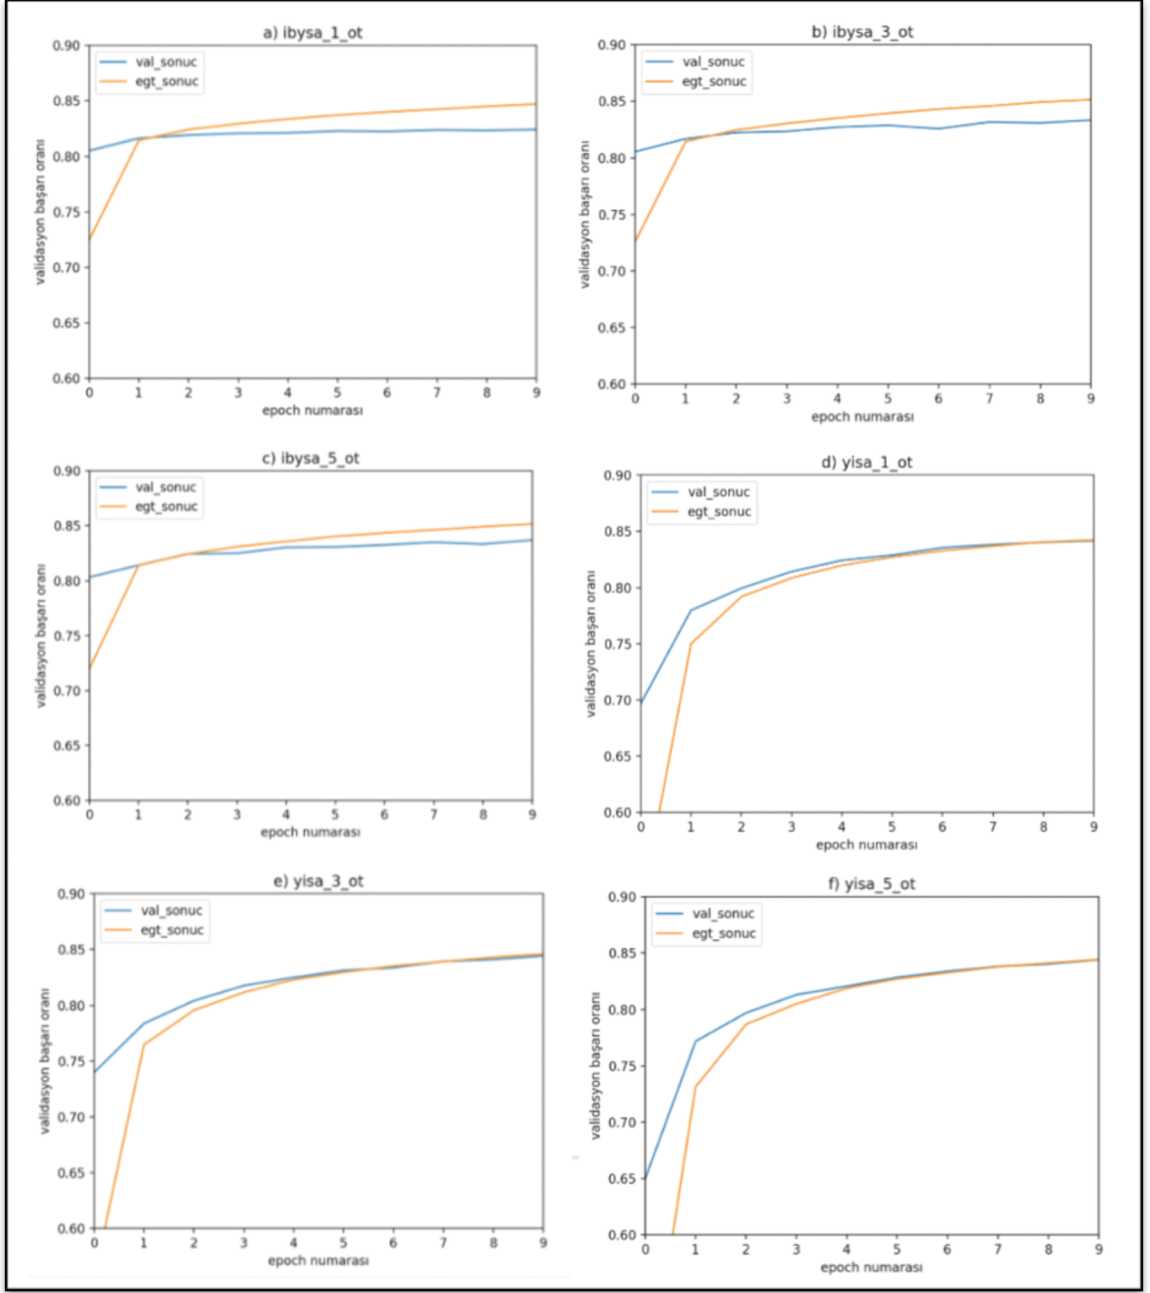 a) ibysa_1_ot
val_sonuc
egt_sonuc
validasyon başarı oranı
0.90
0.85
0.80
0.75
0.70
0.65
0.60
0 1 2 3 4 5 6 7 8 9
epoch numarası
b) ibysa_3_ot
val_sonuc
egt_sonuc
validasyon başarı oranı
0.90
0.85
0.80
0.75
0.70
0.65
0.60
0 1 2 3 4 5 6 7 8 9
epoch numarası
c) ibysa_5_ot
val_sonuc
egt_sonuc
validasyon başarı oranı
0.90
0.85
0.80
0.75
0.70
0.65
0.60
0 1 2 3 4 5 6 7 8 9
epoch numarası
d) yisa_1_ot
val_sonuc
egt_sonuc
validasyon başarı oranı
0.90
0.85
0.80
0.75
0.70
0.65
0.60
0 1 2 3 4 5 6 7 8 9
epoch numarası
e) yisa_3_ot
val_sonuc
egt_sonuc
validasyon başarı oranı
0.90
0.85
0.80
0.75
0.70
0.65
0.60
0 1 2 3 4 5 6 7 8 9
epoch numarası
f) yisa_5_ot
val_sonuc
egt_sonuc
validasyon başarı oranı
0.90
0.85
0.80
0.75
0.70
0.65
0.60
0 1 2 3 4 5 6 7 8 9
epoch numarası